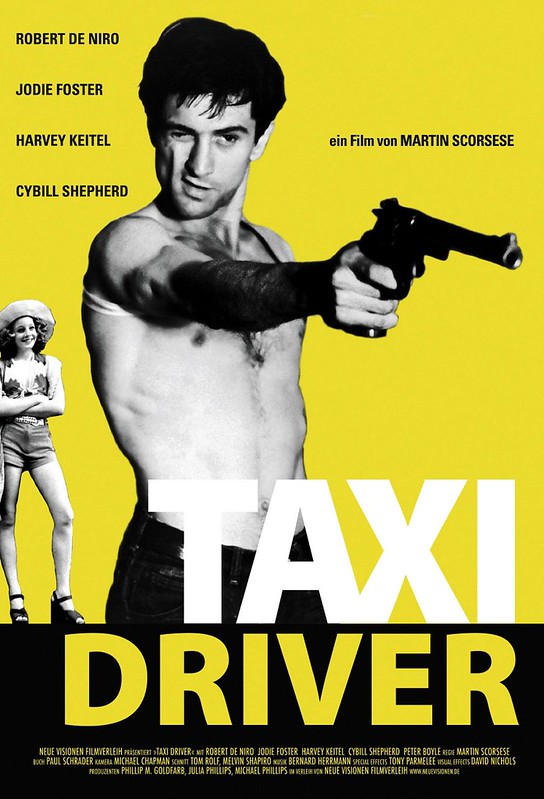 ROBERT DE NIRO
JODIE FOSTER
HARVEY KEITEL
ein Film von MARTIN SCORSESE
CYBILL SHEPHERD
TAXI
DRIVER
NEUE VISIONEN FILMVERLEIH PRÄSENTIERT »TAXI DRIVER« MIT ROBERT DE NIRO JODIE FOSTER HARVEY KEITEL CYBILL SHEPHERD PETER BOYLE REGIE MARTIN SCORSESE
BUCH PAUL SCHRADER KAMERA MICHAEL CHAPMAN SCHNITT TOM ROLF, MELVIN SHAPIRO MUSIK BERNARD HERRMANN SPECIAL EFFECTS TONY PARMELEE VISUAL EFFECTS DAVID NICHOLS
PRODUZENTEN PHILLIP M. GOLDFARB, JULIA PHILLIPS, MICHAEL PHILLIPS IM VERLEIH VON NEUE VISIONEN FILMVERLEIH WWW.NEUEVISIONEN.DE